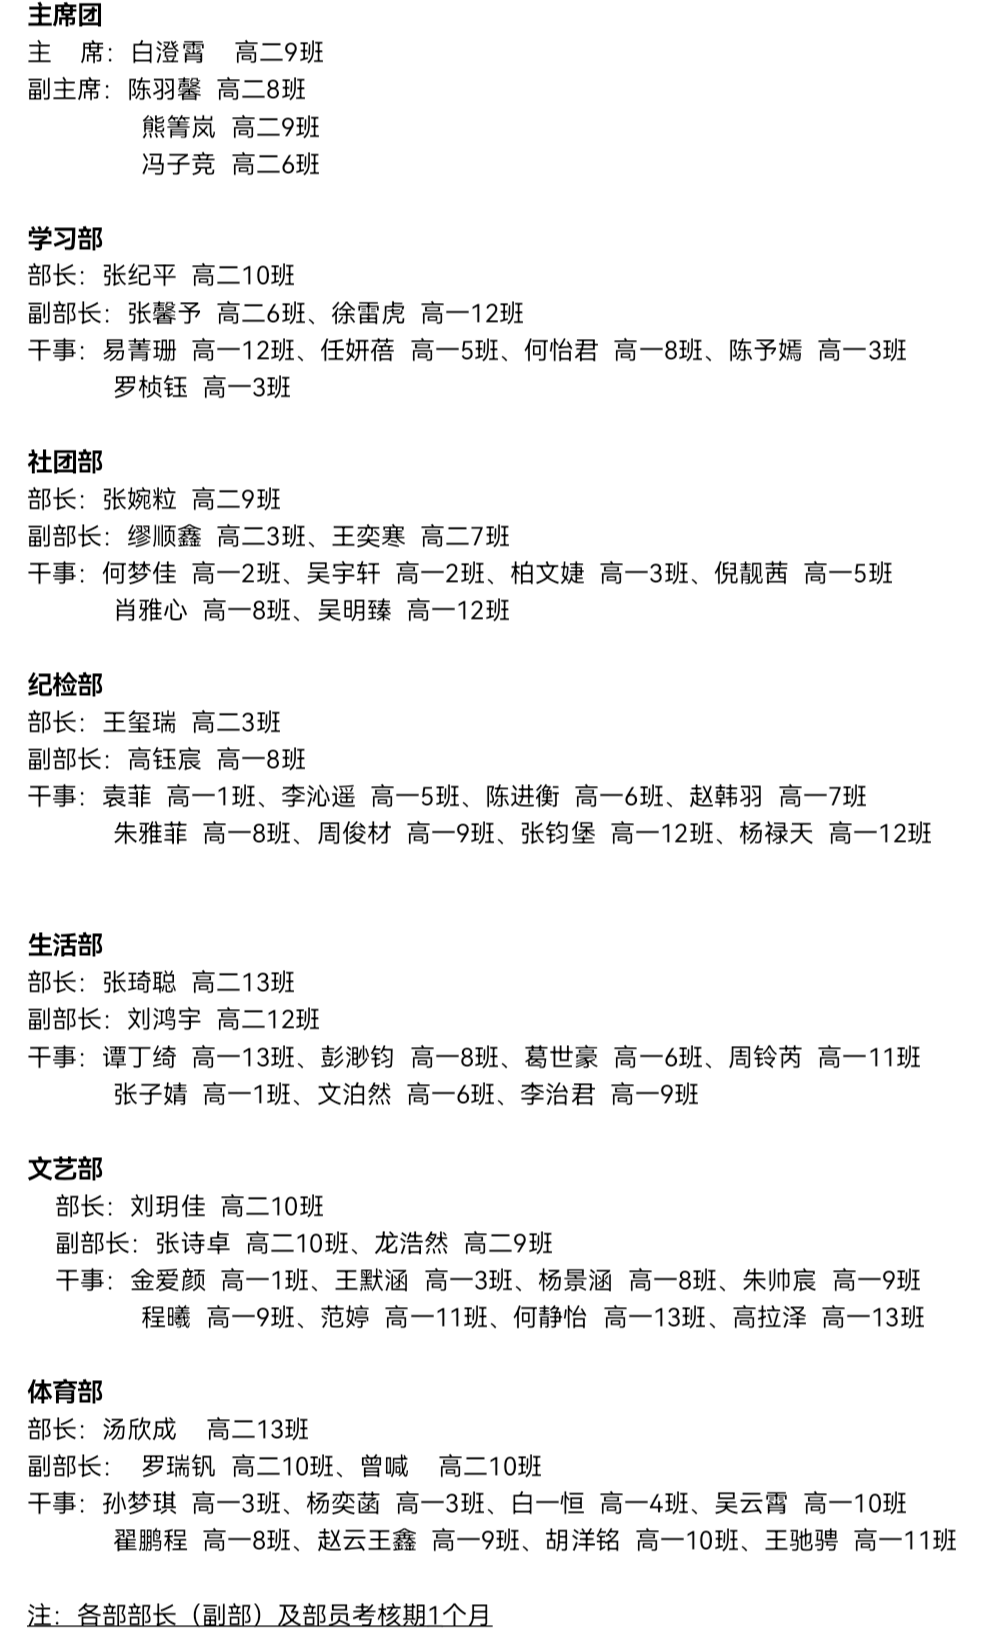 主席团
主　席：白澄霄　高二9班
副主席：陈羽馨 高二8班
熊箐岚 高二9班
冯子竞 高二6班
学习部
部长：张纪平 高二10班
副部长：张馨予 高二6班、徐雷虎 高一12班
干事：易菁珊 高一12班、任妍蓓 高一5班、何怡君 高一8班、陈予嫣 高一3班
罗桢钰 高一3班
社团部
部长：张婉粒 高二9班
副部长：缪顺鑫 高二3班、王奕寒 高二7班
干事：何梦佳 高一2班、吴宇轩 高一2班、柏文婕 高一3班、倪靓茜 高一5班
肖雅心 高一8班、吴明臻 高一12班
纪检部
部长：王玺瑞 高二3班
副部长：高钰宸 高一8班
干事：袁菲 高一1班、李沁遥 高一5班、陈进衡 高一6班、赵韩羽 高一7班
朱雅菲 高一8班、周俊材 高一9班、张钧堡 高一12班、杨禄天 高一12班
生活部
部长：张琦聪 高二13班
副部长：刘鸿宇 高二12班
干事：谭丁绮 高一13班、彭渺钧 高一8班、葛世豪 高一6班、周铃芮 高一11班
张子婧 高一1班、文泊然 高一6班、李治君 高一9班
文艺部
部长：刘玥佳 高二10班
副部长：张诗卓 高二10班、龙浩然 高二9班
干事：金爱颜 高一1班、王默涵 高一3班、杨景涵 高一8班、朱帅宸 高一9班
程曦 高一9班、范婷 高一11班、何静怡 高一13班、高拉泽 高一13班
体育部
部长：汤欣成　高二13班
副部长：　罗瑞钒 高二10班、曾喊　高二10班
干事：孙梦琪 高一3班、杨奕菡 高一3班、白一恒 高一4班、吴云霄 高一10班
翟鹏程 高一8班、赵云王鑫 高一9班、胡洋铭 高一10班、王驰骋 高一11班
注：各部部长（副部）及部员考核期1个月